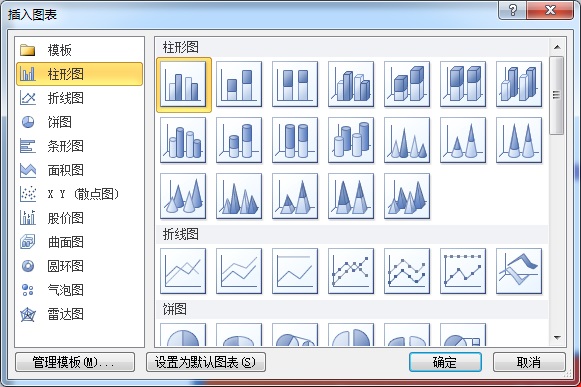 插入图表
模板
柱形图
折线图
饼图
条形图
面积图
X Y (散点图)
股价图
曲面图
圆环图
气泡图
雷达图
柱形图
折线图
饼图
管理模板(M)...
设置为默认图表(S)
确定
取消